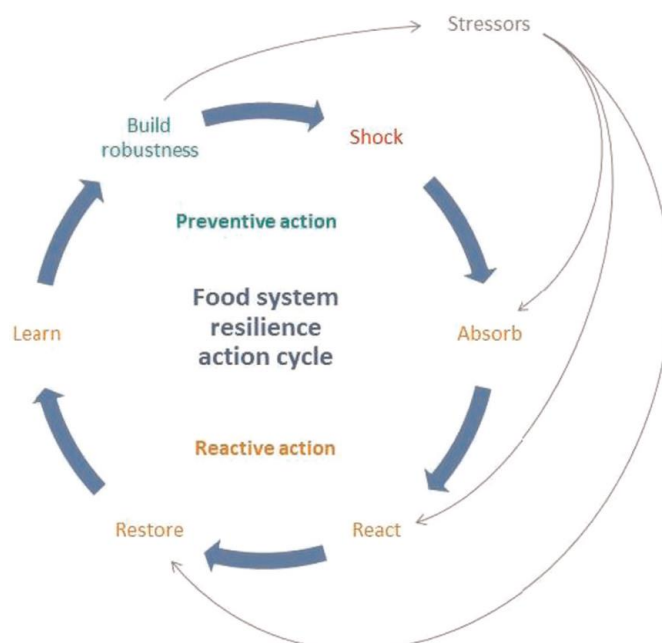 Stressors
Build
robustness
Shock
Preventive action
Food system
resilience
action cycle
Learn
Absorb
Reactive action
Restore
React